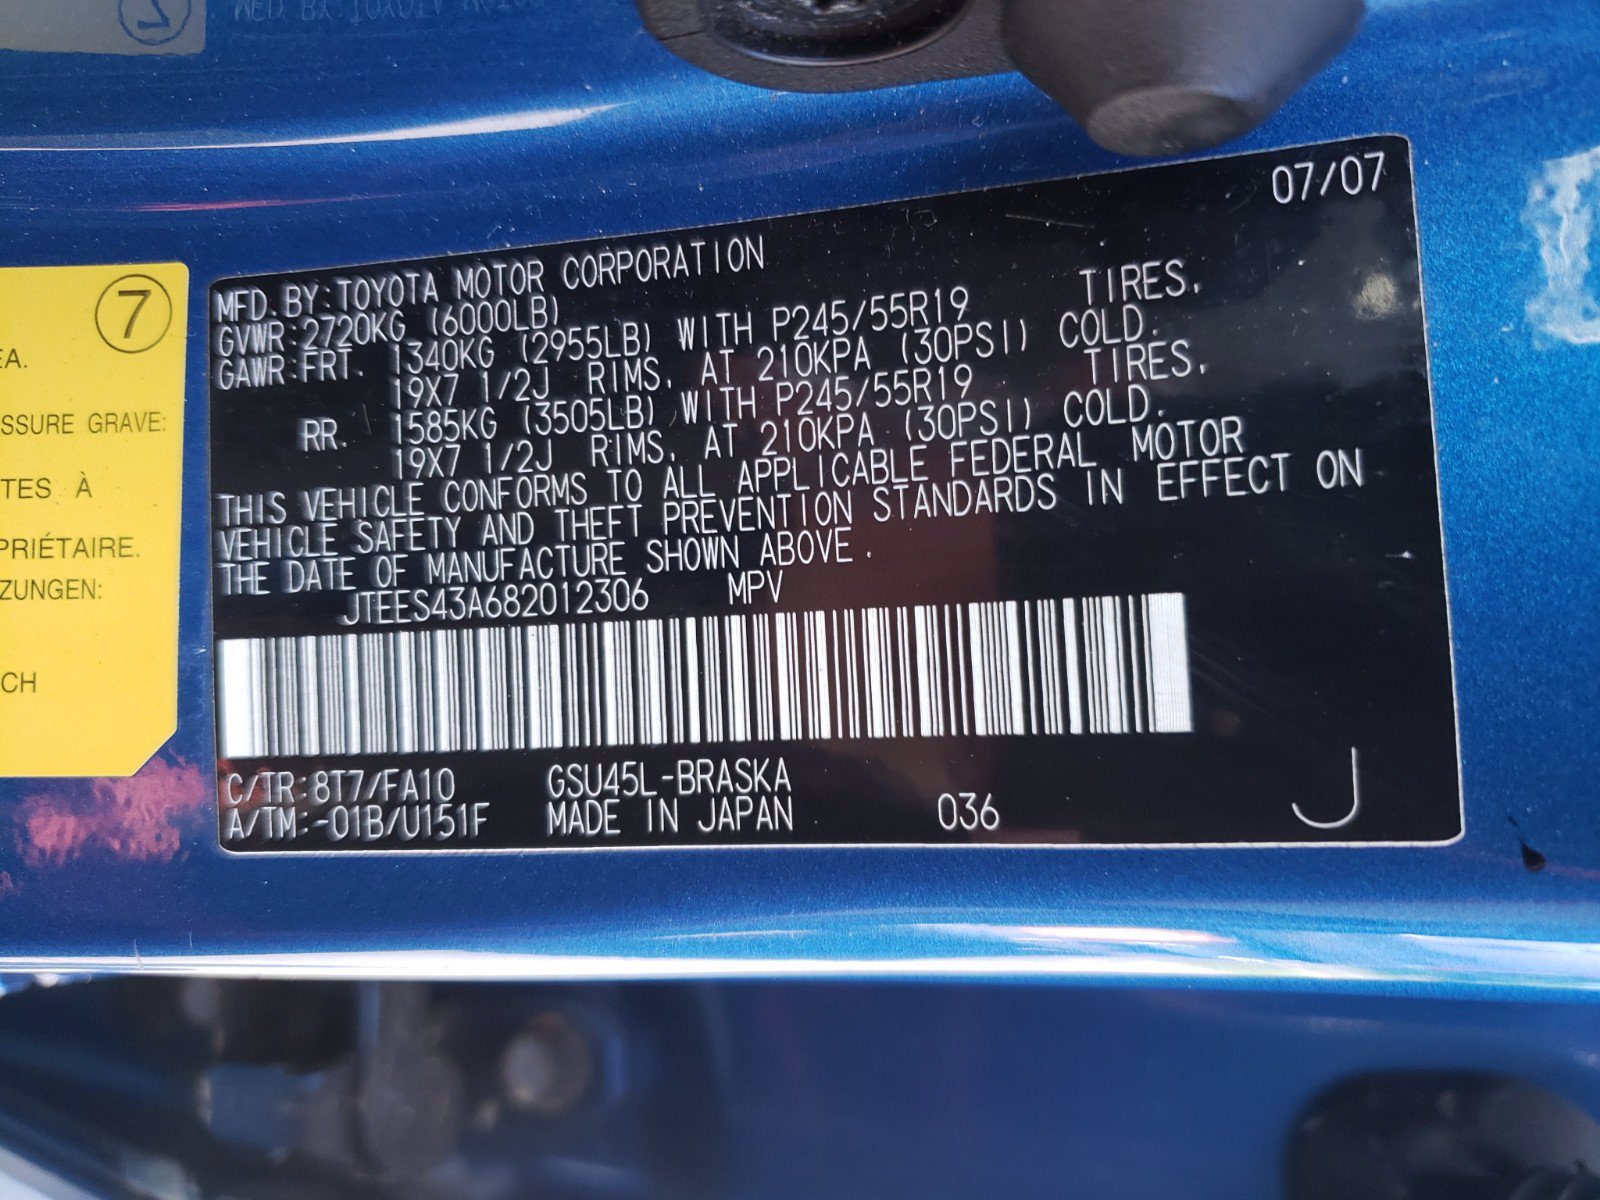 MFD. BY TOYOTA MOTOR
7
EA.
SSURE GRAVE:
TES À
PRIÉTAIRE.
ZUNGEN:
CH
07/07
MFD. BY:TOYOTA MOTOR CORPORATION
GVWR:2720KG (6000LB)
GAWR:FRT. 1340KG (2955LB) WITH P245/55R19 TIRES,
19X7 1/2J RIMS, AT 210KPA (30PSI) COLD.
RR. 1585KG (3505LB) WITH P245/55R19 TIRES,
19X7 1/2J RIMS, AT 210KPA (30PSI) COLD.
THIS VEHICLE CONFORMS TO ALL APPLICABLE FEDERAL MOTOR
VEHICLE SAFETY AND THEFT PREVENTION STANDARDS IN EFFECT ON
THE DATE OF MANUFACTURE SHOWN ABOVE.
JTEES43A682012306 MPV
C/TR:8T7/FA10 GSU45L-BRASKA
A/TM:-01B/U151F MADE IN JAPAN 036 J